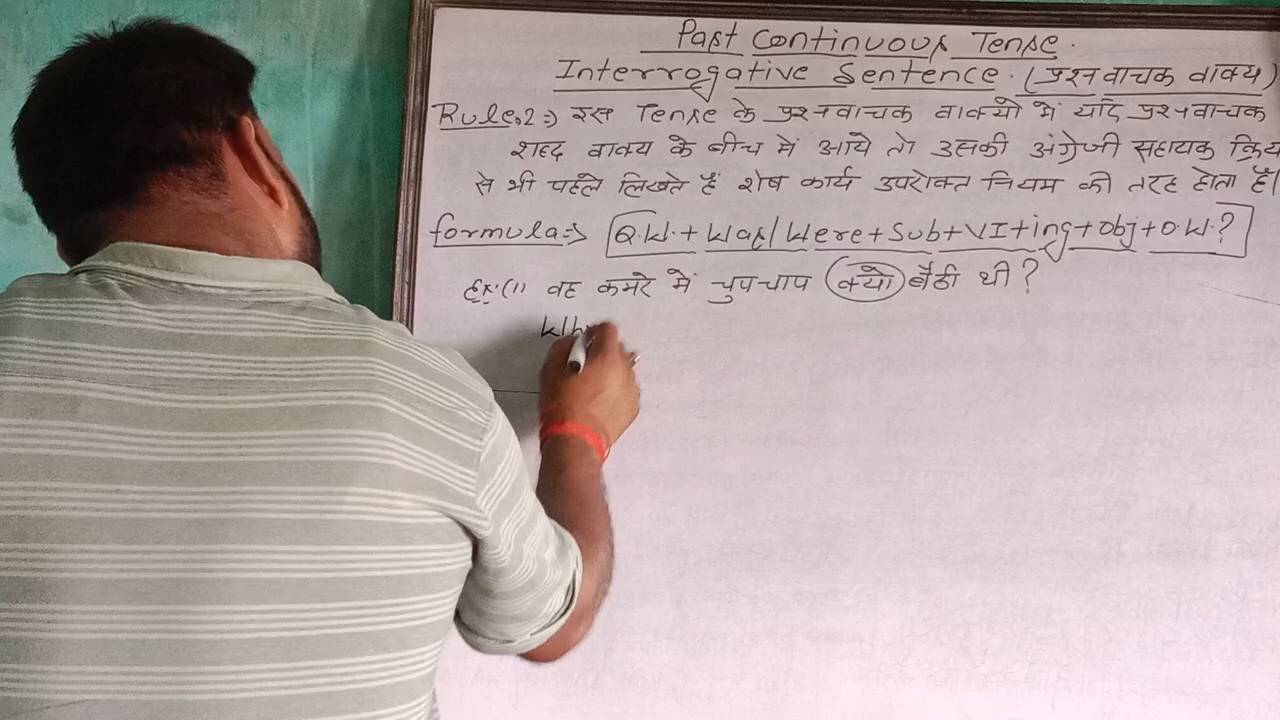 Past Continuous Tense.
Interrogative Sentence. (प्रश्नवाचक वाक्य)
Rule:2 :=) इस Tense के प्रश्नवाचक वाक्यो में यदि प्रश्नवाचक
शब्द वाक्य के बीच में आये तो उसकी अंग्रेजी सहायक क्रिय
से भी पहले लिखते हैं शेष कार्य उपरोक्त नियम की तरह होता है।
formula:=> Q.W.+Was/Were+Sub+VI+ing+Obj+O.W.?
Ex:(1) वह कमरे में चुपचाप क्यो बैठी थी?